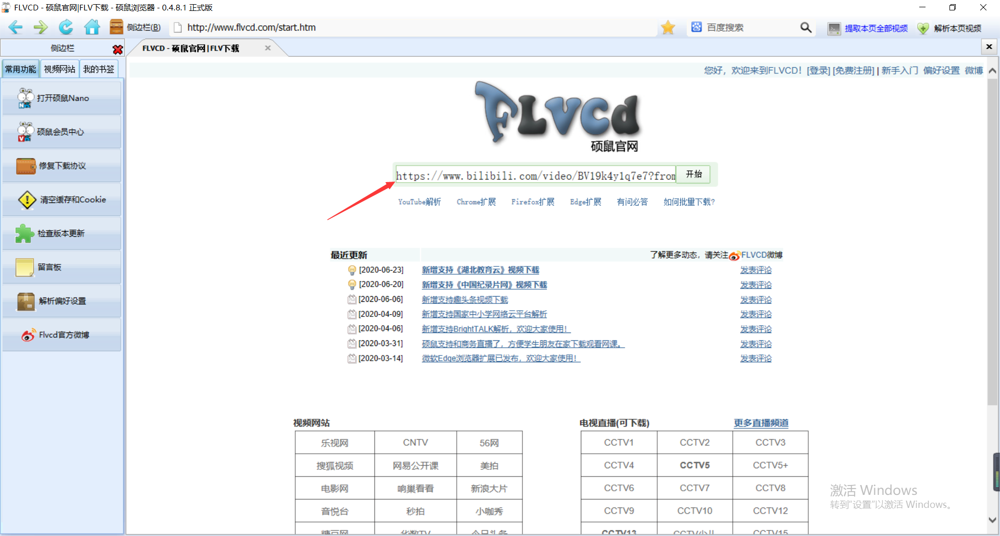 FLVCD - 硕鼠官网|FLV下载 - 硕鼠浏览器 - 0.4.8.1 正式版
侧边栏(B)
http://www.flvcd.com/start.htm
百度搜索
提取本页全部视频
解析本页视频
侧边栏
FLVCD - 硕鼠官网|FLV下载
常用功能 视频网站 我的书签
打开硕鼠Nano
硕鼠会员中心
修复下载协议
清空缓存和Cookie
检查版本更新
留言板
解析偏好设置
Flvcd官方微博
您好，欢迎来到FLVCD！ [登录] [免费注册] | 新手入门 偏好设置 微博
FLVCd
硕鼠官网
https://www.bilibili.com/video/BV19k4y1q7e7?from 开始
YouTube解析 Chrome扩展 Firefox扩展 Edge扩展 有问必答 如何批量下载?
最近更新 了解更多动态，请关注 FLVCD微博
[2020-06-23] 新增支持《湖北教育云》视频下载 发表评论
[2020-06-20] 新增支持《中国纪录片网》视频下载 发表评论
[2020-06-06] 新增支持趣头条视频下载 发表评论
[2020-04-09] 新增支持国家中小学网络云平台解析 发表评论
[2020-04-06] 新增支持BrightTALK解析，欢迎大家使用！ 发表评论
[2020-03-31] 硕鼠支持和商务直播了，方便学生朋友在家下载观看网课。 发表评论
[2020-03-14] 微软Edge浏览器扩展已发布，欢迎大家使用！ 发表评论
视频网站
乐视网 CNTV 56网
搜狐视频 网易公开课 美拍
电影网 响巢看看 新浪大片
音悦台 秒拍 小咖秀
糖豆网 华数TV 今日头条
电视直播(可下载) 更多直播频道
CCTV1 CCTV2 CCTV3
CCTV4 CCTV5 CCTV5+
CCTV6 CCTV7 CCTV8
CCTV9 CCTV10 CCTV12
CCTV13 CCTV少儿 CCTV15
激活 Windows
转到“设置”以激活 Windows。